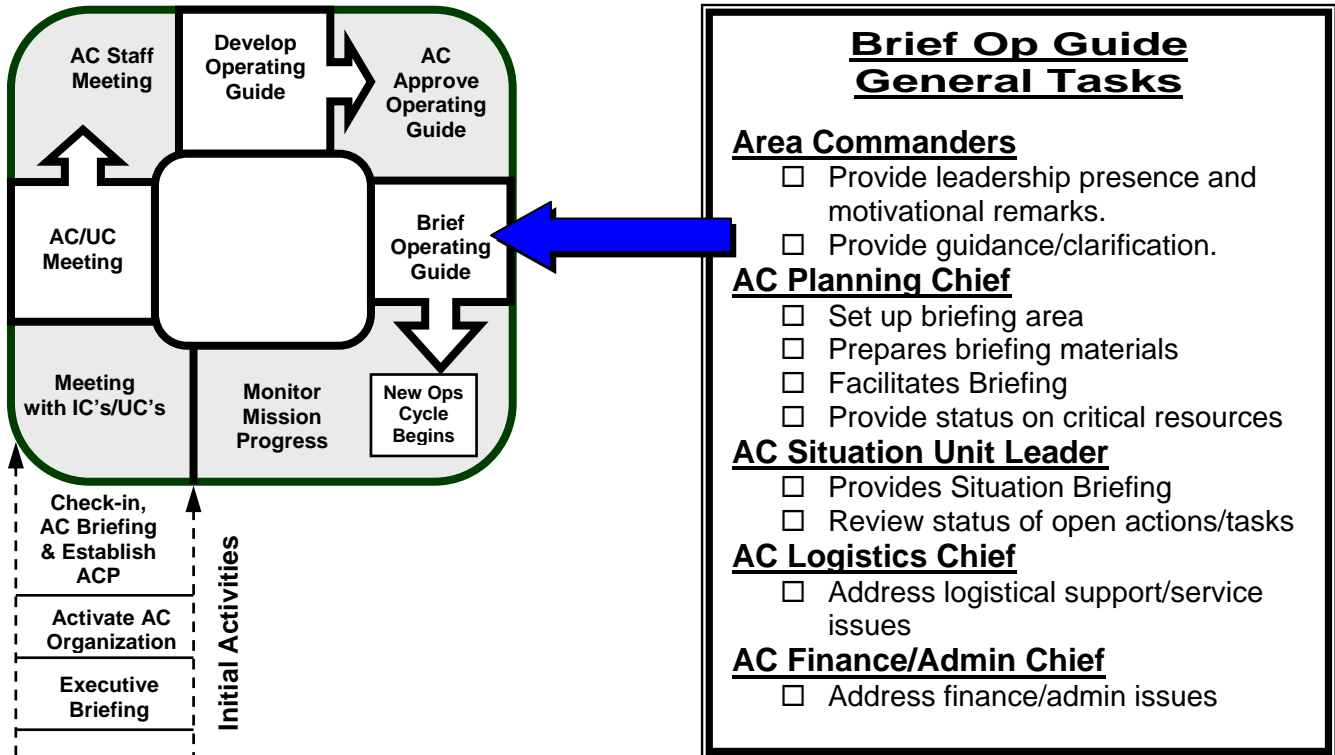 AC Staff
Meeting
Develop
Operating
Guide
AC
Approve
Operating
Guide
AC/UC
Meeting
Brief
Operating
Guide
Meeting
with IC's/UC's
Monitor
Mission
Progress
New Ops
Cycle
Begins
Check-in,
AC Briefing
& Establish
ACP
Activate AC
Organization
Executive
Briefing
Initial Activities
Brief Op Guide
General Tasks
Area Commanders
☐ Provide leadership presence and
motivational remarks.
☐ Provide guidance/clarification.
AC Planning Chief
☐ Set up briefing area
☐ Prepares briefing materials
☐ Facilitates Briefing
☐ Provide status on critical resources
AC Situation Unit Leader
☐ Provides Situation Briefing
☐ Review status of open actions/tasks
AC Logistics Chief
☐ Address logistical support/service
issues
AC Finance/Admin Chief
☐ Address finance/admin issues